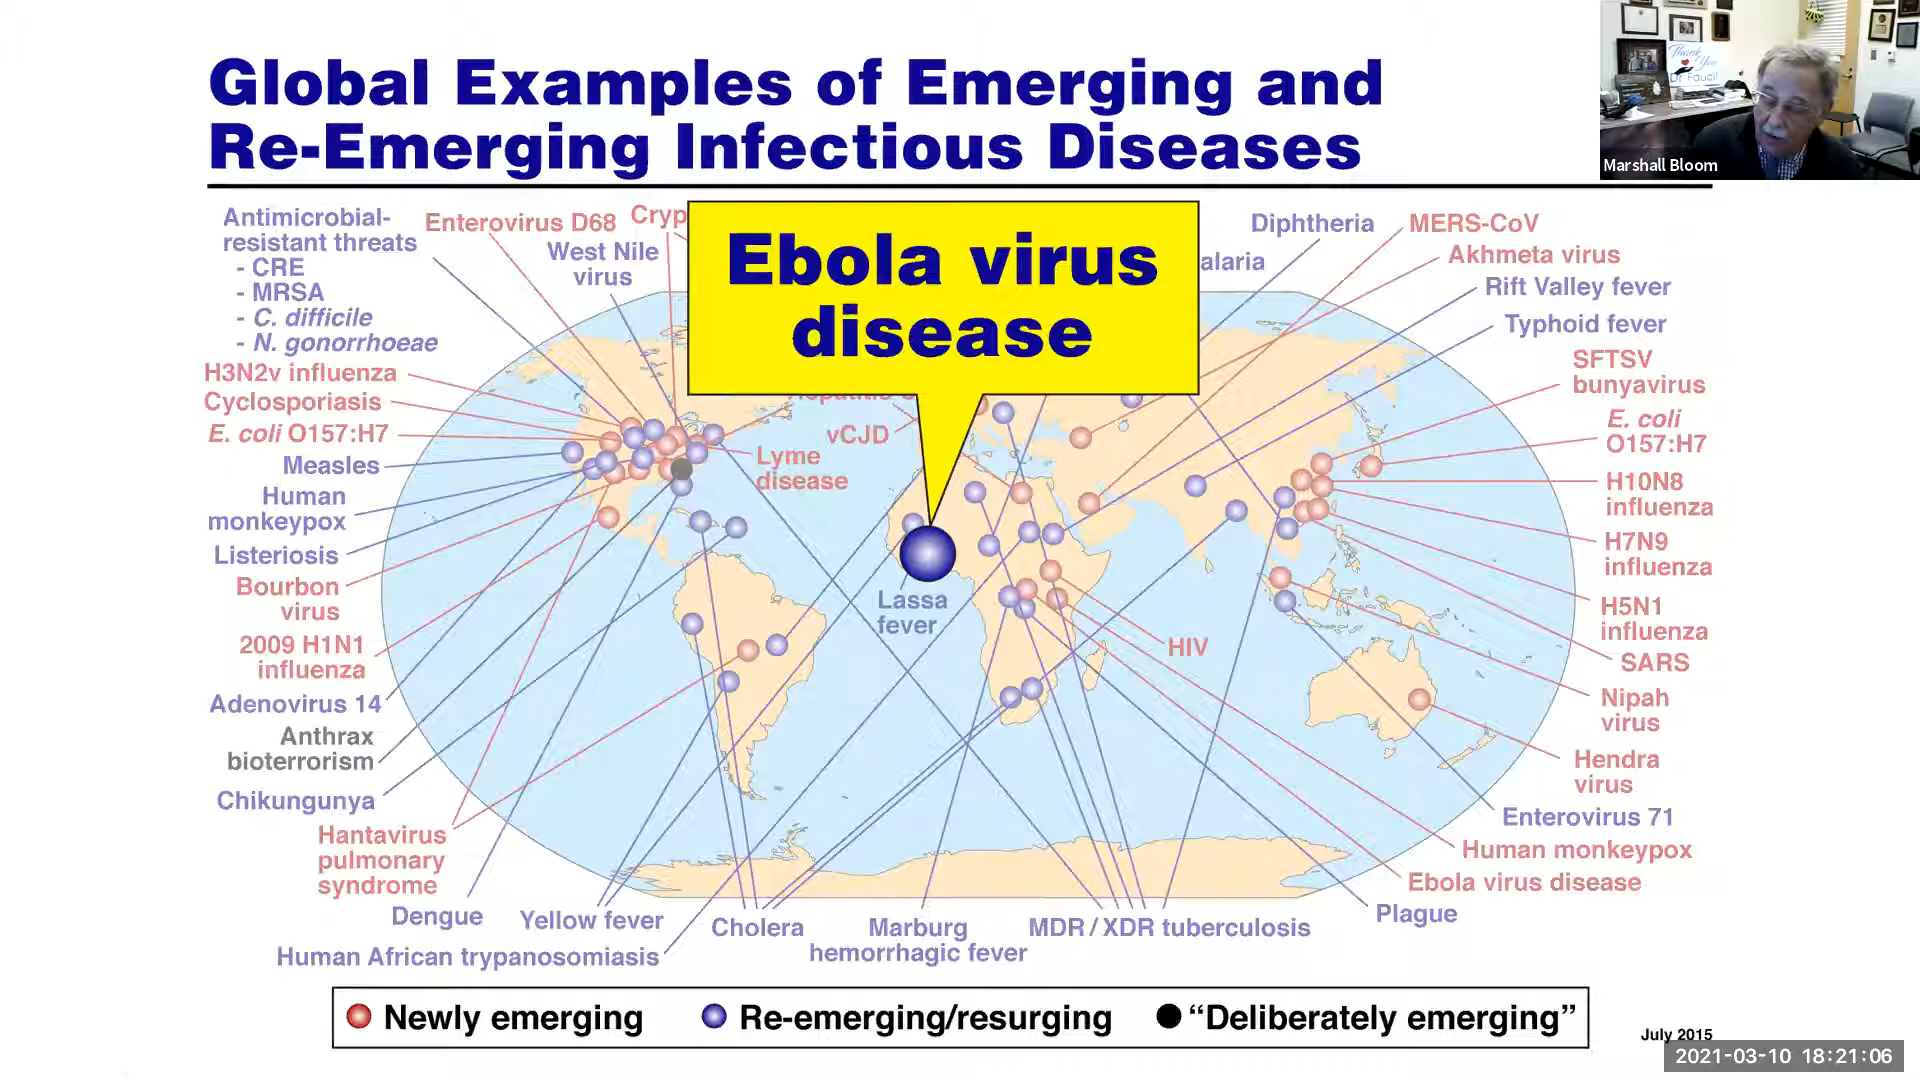 Global Examples of Emerging and
Re-Emerging Infectious Diseases
Thank
You
Dr Fauci!
Marshall Bloom
Antimicrobial-
resistant threats
- CRE
- MRSA
- C. difficile
- N. gonorrhoeae
Enterovirus D68
Cryp
West Nile
virus
Ebola virus
disease
Diphtheria
MERS-CoV
alaria
Akhmeta virus
Rift Valley fever
Typhoid fever
SFTSV
bunyavirus
H3N2v influenza
Cyclosporiasis
E. coli O157:H7
Measles
Human
monkeypox
Listeriosis
Bourbon
virus
2009 H1N1
influenza
Adenovirus 14
Anthrax
bioterrorism
Chikungunya
Hantavirus
pulmonary
syndrome
Dengue
Yellow fever
Human African trypanosomiasis
vCJD
Lyme
disease
Lassa
fever
HIV
E. coli
O157:H7
H10N8
influenza
H7N9
influenza
H5N1
influenza
SARS
Nipah
virus
Hendra
virus
Enterovirus 71
Human monkeypox
Ebola virus disease
Plague
Cholera
Marburg
hemorrhagic fever
MDR / XDR tuberculosis
Newly emerging
Re-emerging/resurging
“Deliberately emerging”
July 2015
2021-03-10 18:21:06